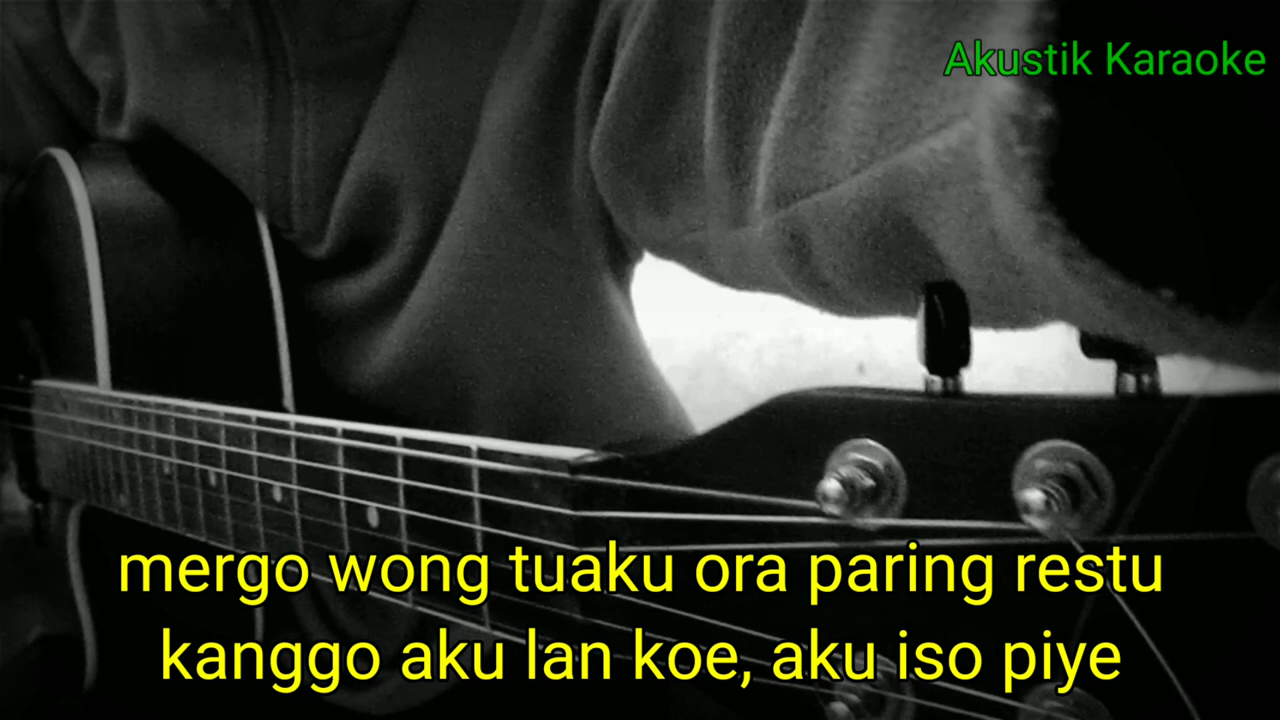 Akustik Karaoke
mergo wong tuaku ora paring restu
kanggo aku lan koe, aku iso piye